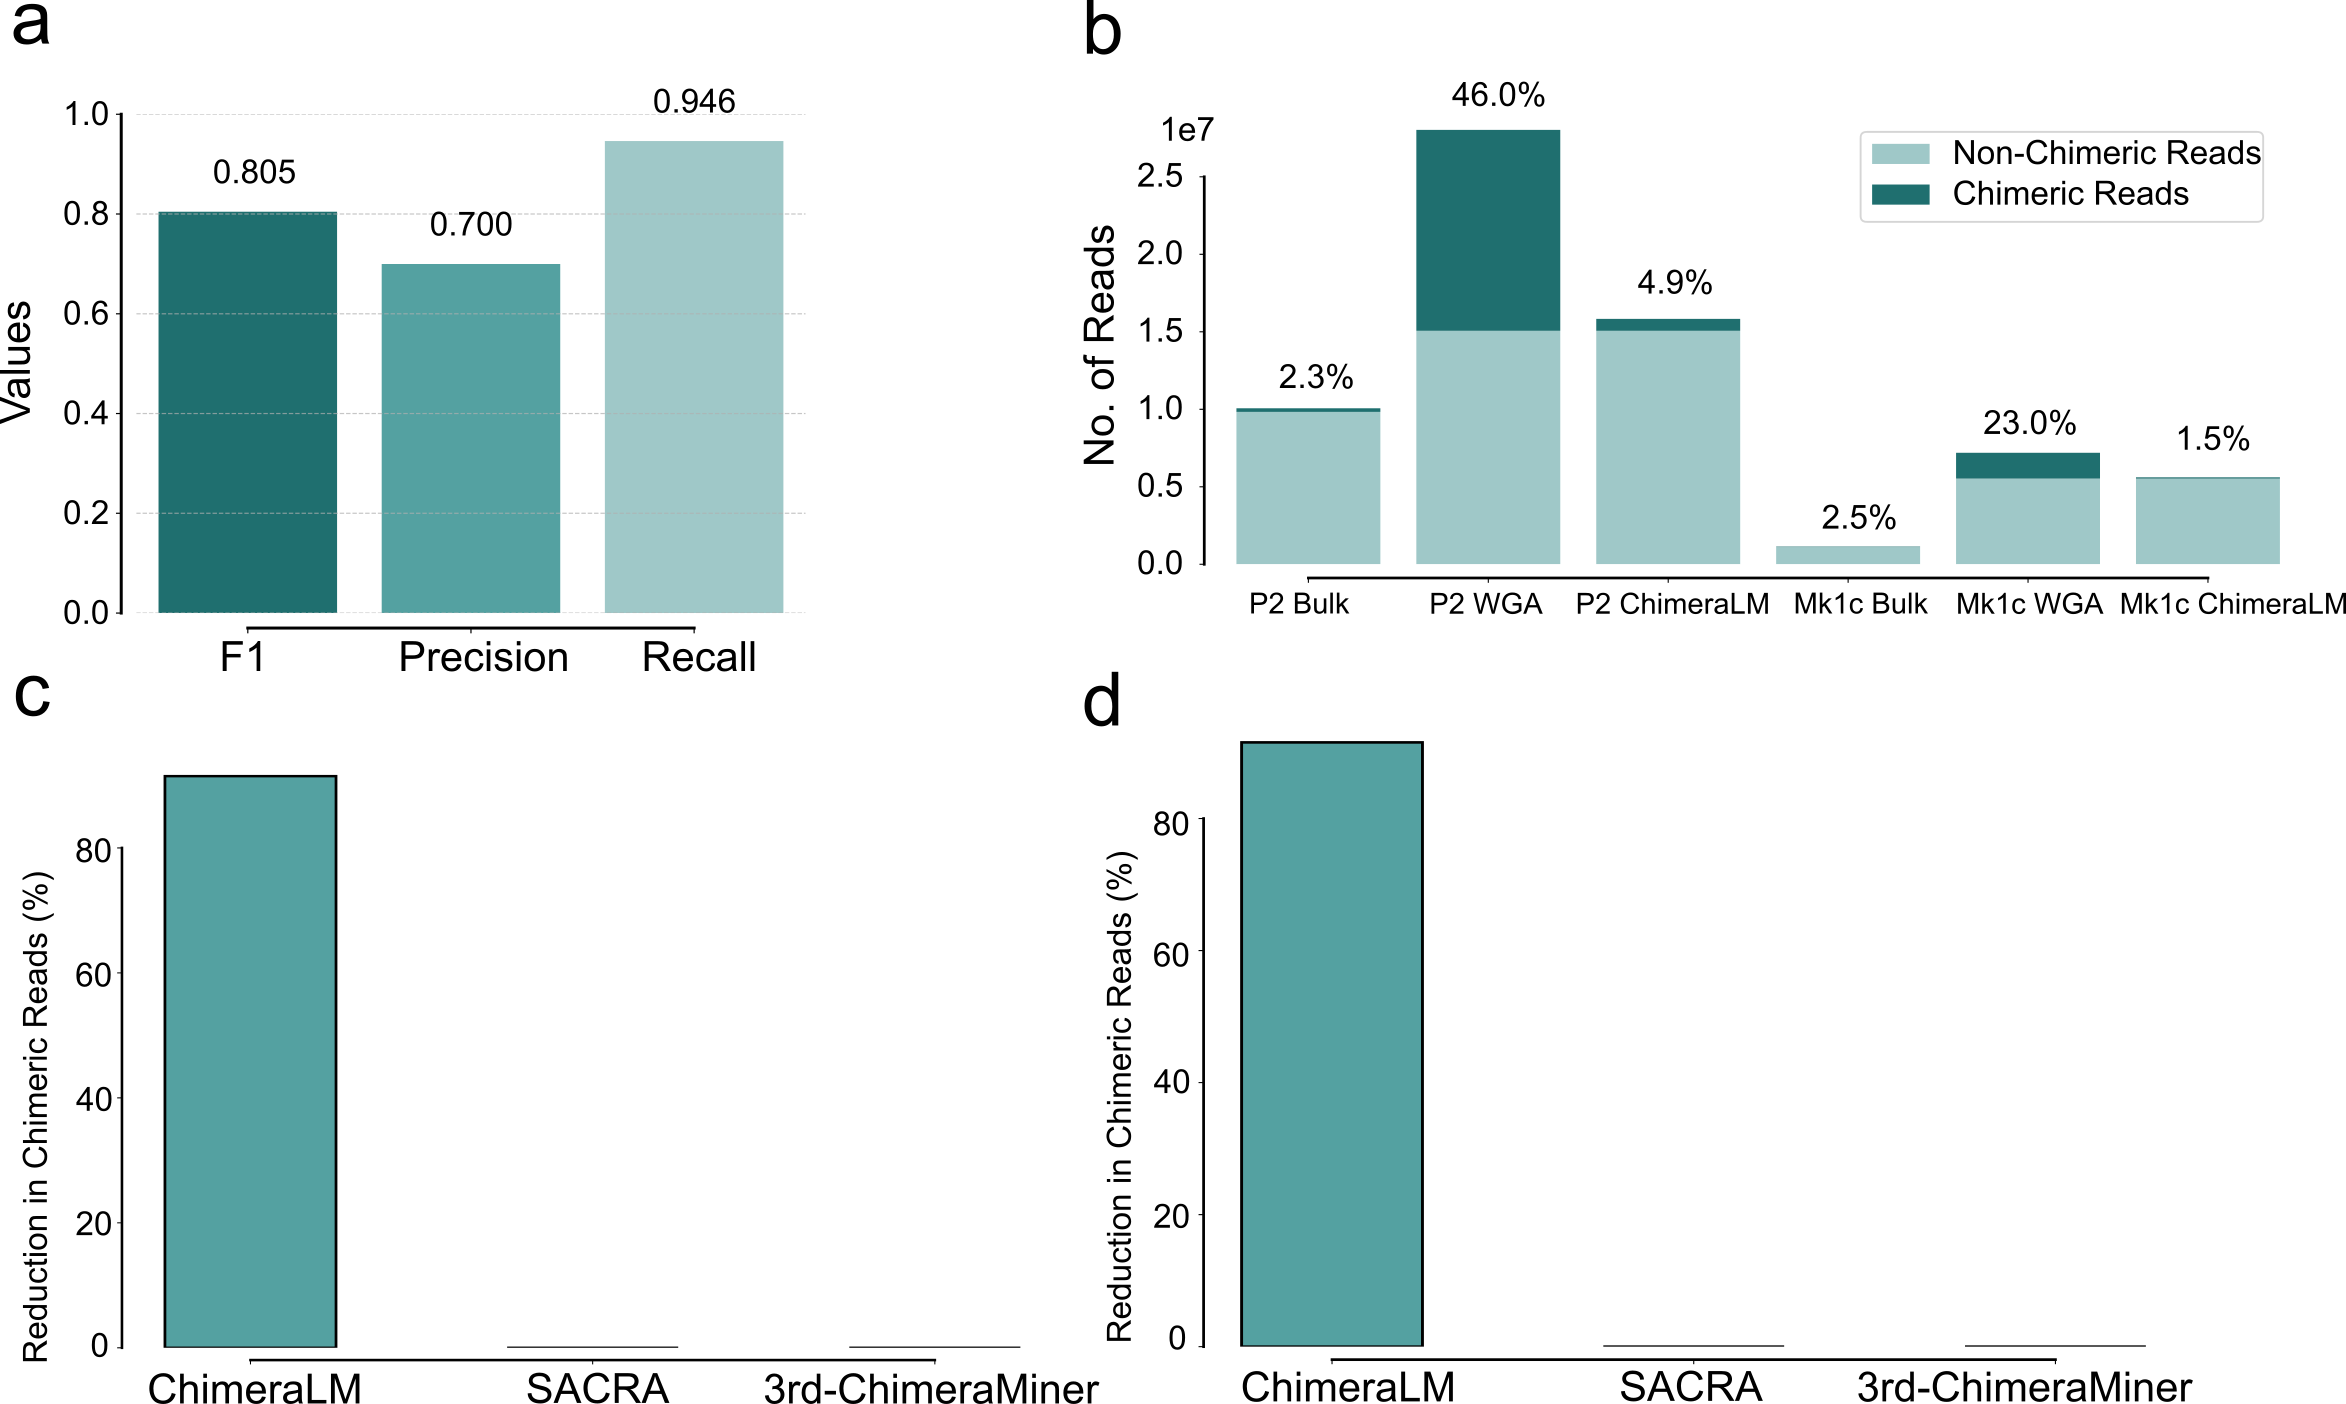 a
Values
1.0
0.8
0.6
0.4
0.2
0.0
0.805
0.700
0.946
F1
Precision
Recall
b
No. of Reads
1e7
2.5
2.0
1.5
1.0
0.5
0.0
2.3%
46.0%
4.9%
2.5%
23.0%
1.5%
Non-Chimeric Reads
Chimeric Reads
P2 Bulk
P2 WGA
P2 ChimeraLM
Mk1c Bulk
Mk1c WGA
Mk1c ChimeraLM
c
Reduction in Chimeric Reads (%)
80
60
40
20
0
ChimeraLM
SACRA
3rd-ChimeraMiner
d
Reduction in Chimeric Reads (%)
80
60
40
20
0
ChimeraLM
SACRA
3rd-ChimeraMiner